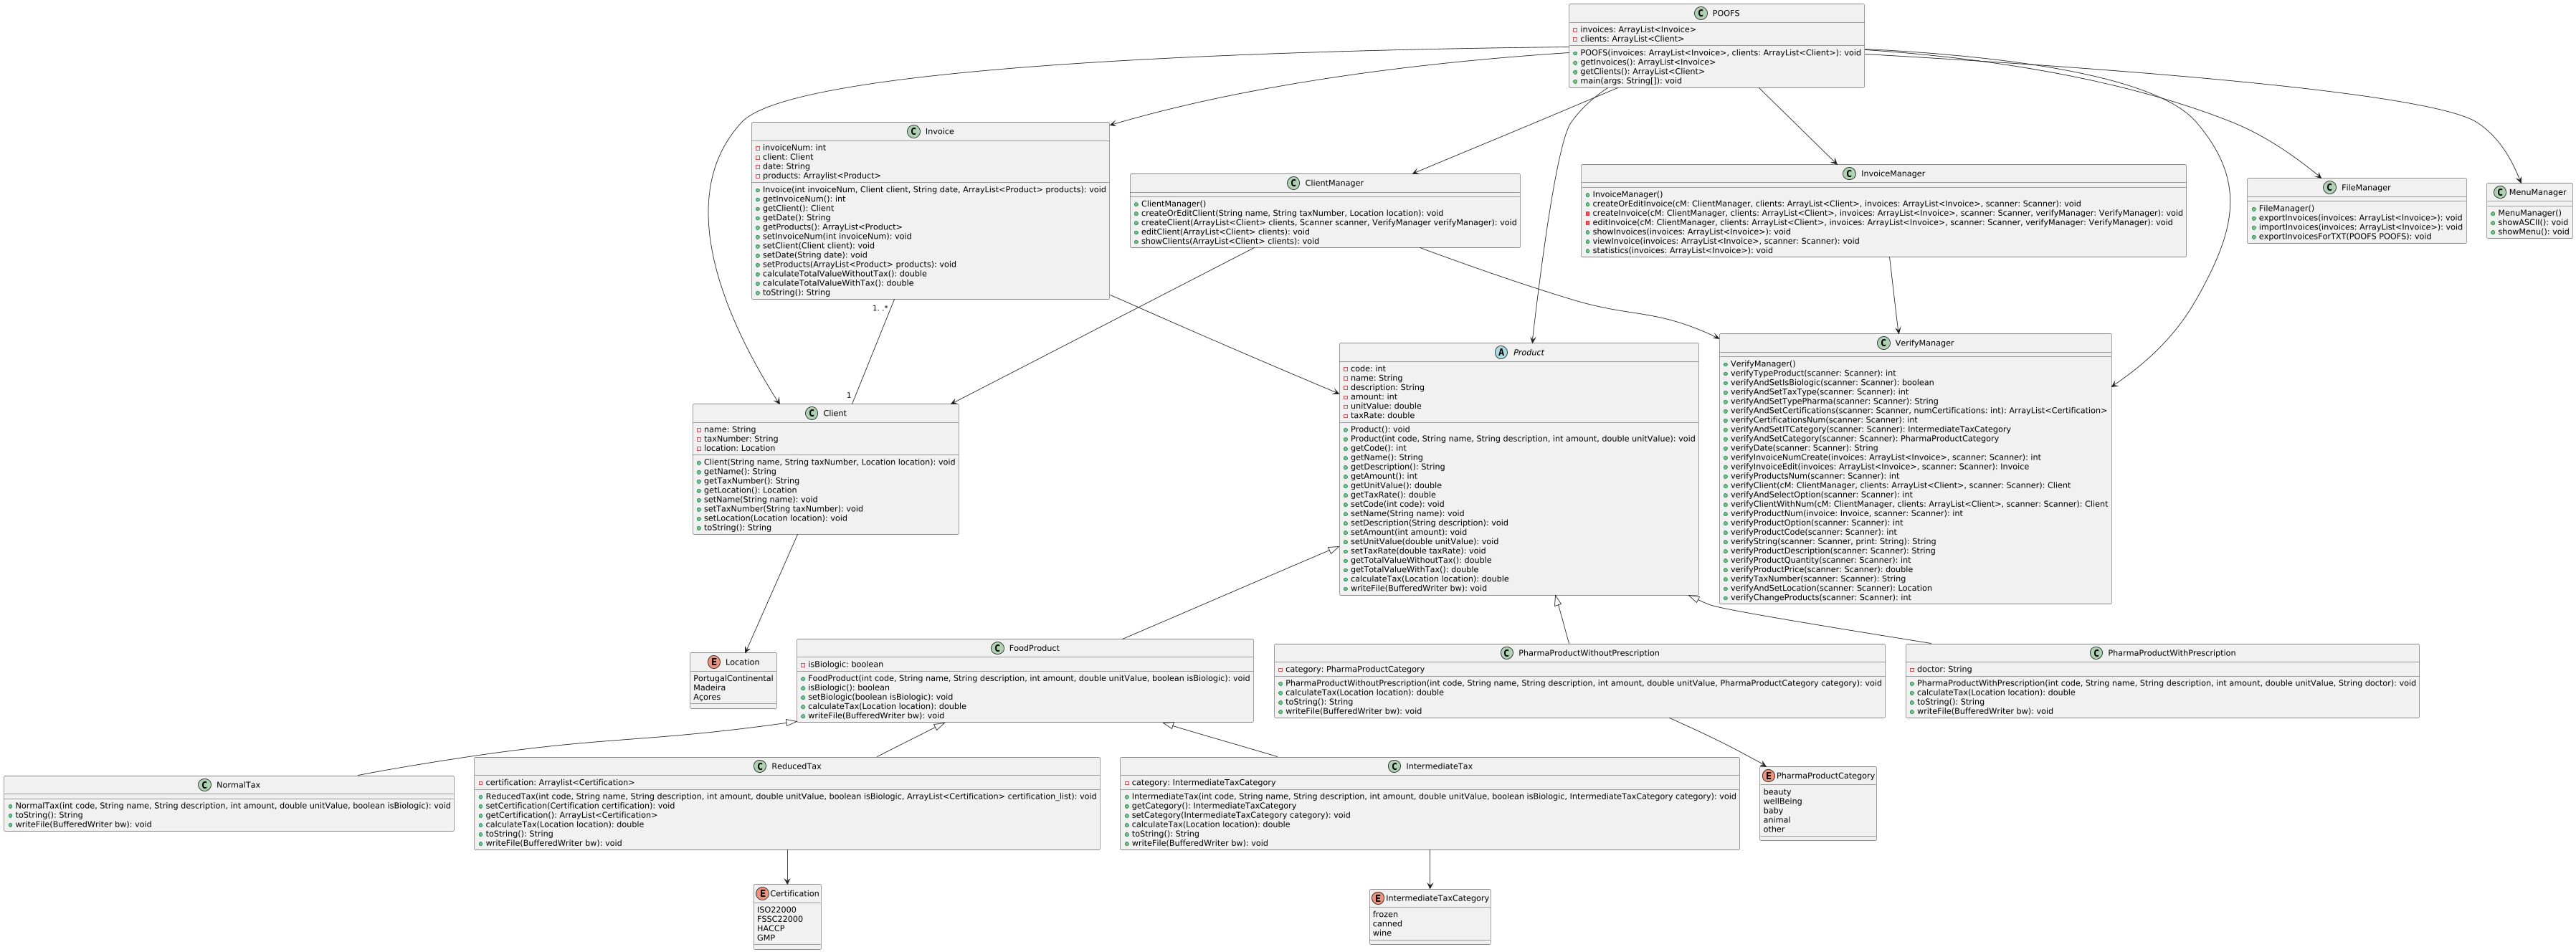 POOFS
invoices: ArrayList<Invoice>
clients: ArrayList<Client>
POOFS(invoices: ArrayList<Invoice>, clients: ArrayList<Client>): void
getInvoices(): ArrayList<Invoice>
getClients(): ArrayList<Client>
main(args: String[]): void
Invoice
invoiceNum: int
client: Client
date: String
products: Arraylist<Product>
Invoice(int invoiceNum, Client client, String date, ArrayList<Product> products): void
getInvoiceNum(): int
getClient(): Client
getDate(): String
getProducts(): ArrayList<Product>
setInvoiceNum(int invoiceNum): void
setClient(Client client): void
setDate(String date): void
setProducts(ArrayList<Product> products): void
calculateTotalValueWithoutTax(): double
calculateTotalValueWithTax(): double
toString(): String
ClientManager
ClientManager()
createOrEditClient(String name, String taxNumber, Location location): void
createClient(ArrayList<Client> clients, Scanner scanner, VerifyManager verifyManager): void
editClient(ArrayList<Client> clients): void
showClients(ArrayList<Client> clients): void
InvoiceManager
InvoiceManager()
createOrEditInvoice(cM: ClientManager, clients: ArrayList<Client>, invoices: ArrayList<Invoice>, scanner: Scanner): void
createInvoice(cM: ClientManager, clients: ArrayList<Client>, invoices: ArrayList<Invoice>, scanner: Scanner, verifyManager: VerifyManager): void
editInvoice(cM: ClientManager, clients: ArrayList<Client>, invoices: ArrayList<Invoice>, scanner: Scanner, verifyManager: VerifyManager): void
showInvoices(invoices: ArrayList<Invoice>): void
viewInvoice(invoices: ArrayList<Invoice>, scanner: Scanner): void
statistics(invoices: ArrayList<Invoice>): void
FileManager
FileManager()
exportInvoices(invoices: ArrayList<Invoice>): void
importInvoices(invoices: ArrayList<Invoice>): void
exportInvoicesForTXT(POOFS POOFS): void
MenuManager
MenuManager()
showASCII(): void
showMenu(): void
1. .*
1
Client
name: String
taxNumber: String
location: Location
Client(String name, String taxNumber, Location location): void
getName(): String
getTaxNumber(): String
getLocation(): Location
setName(String name): void
setTaxNumber(String taxNumber): void
setLocation(Location location): void
toString(): String
Product
code: int
name: String
description: String
amount: int
unitValue: double
taxRate: double
Product(): void
Product(int code, String name, String description, int amount, double unitValue): void
getCode(): int
getName(): String
getDescription(): String
getAmount(): int
getUnitValue(): double
getTaxRate(): double
setCode(int code): void
setName(String name): void
setDescription(String description): void
setAmount(int amount): void
setUnitValue(double unitValue): void
setTaxRate(double taxRate): void
getTotalValueWithoutTax(): double
getTotalValueWithTax(): double
calculateTax(Location location): double
writeFile(BufferedWriter bw): void
VerifyManager
VerifyManager()
verifyTypeProduct(scanner: Scanner): int
verifyAndSetIsBiologic(scanner: Scanner): boolean
verifyAndSetTaxType(scanner: Scanner): int
verifyAndSetTypePharma(scanner: Scanner): String
verifyAndSetCertifications(scanner: Scanner, numCertifications: int): ArrayList<Certification>
verifyCertificationsNum(scanner: Scanner): int
verifyAndSetITCategory(scanner: Scanner): IntermediateTaxCategory
verifyAndSetCategory(scanner: Scanner): PharmaProductCategory
verifyDate(scanner: Scanner): String
verifyInvoiceNumCreate(invoices: ArrayList<Invoice>, scanner: Scanner): int
verifyInvoiceEdit(invoices: ArrayList<Invoice>, scanner: Scanner): Invoice
verifyProductsNum(scanner: Scanner): int
verifyClient(cM: ClientManager, clients: ArrayList<Client>, scanner: Scanner): Client
verifyAndSelectOption(scanner: Scanner): int
verifyClientWithNum(cM: ClientManager, clients: ArrayList<Client>, scanner: Scanner): Client
verifyProductNum(invoice: Invoice, scanner: Scanner): int
verifyProductOption(scanner: Scanner): int
verifyProductCode(scanner: Scanner): int
verifyString(scanner: Scanner, print: String): String
verifyProductDescription(scanner: Scanner): String
verifyProductQuantity(scanner: Scanner): int
verifyProductPrice(scanner: Scanner): double
verifyTaxNumber(scanner: Scanner): String
verifyAndSetLocation(scanner: Scanner): Location
verifyChangeProducts(scanner: Scanner): int
Location
PortugalContinental
Madeira
Açores
FoodProduct
isBiologic: boolean
FoodProduct(int code, String name, String description, int amount, double unitValue, boolean isBiologic): void
isBiologic(): boolean
setBiologic(boolean isBiologic): void
calculateTax(Location location): double
writeFile(BufferedWriter bw): void
PharmaProductWithoutPrescription
category: PharmaProductCategory
PharmaProductWithoutPrescription(int code, String name, String description, int amount, double unitValue, PharmaProductCategory category): void
calculateTax(Location location): double
toString(): String
writeFile(BufferedWriter bw): void
PharmaProductWithPrescription
doctor: String
PharmaProductWithPrescription(int code, String name, String description, int amount, double unitValue, String doctor): void
calculateTax(Location location): double
toString(): String
writeFile(BufferedWriter bw): void
NormalTax
NormalTax(int code, String name, String description, int amount, double unitValue, boolean isBiologic): void
toString(): String
writeFile(BufferedWriter bw): void
ReducedTax
certification: Arraylist<Certification>
ReducedTax(int code, String name, String description, int amount, double unitValue, boolean isBiologic, ArrayList<Certification> certification_list): void
setCertification(Certification certification): void
getCertification(): ArrayList<Certification>
calculateTax(Location location): double
toString(): String
writeFile(BufferedWriter bw): void
IntermediateTax
category: IntermediateTaxCategory
IntermediateTax(int code, String name, String description, int amount, double unitValue, boolean isBiologic, IntermediateTaxCategory category): void
getCategory(): IntermediateTaxCategory
setCategory(IntermediateTaxCategory category): void
calculateTax(Location location): double
toString(): String
writeFile(BufferedWriter bw): void
PharmaProductCategory
beauty
wellBeing
baby
animal
other
Certification
ISO22000
FSSC22000
HACCP
GMP
IntermediateTaxCategory
frozen
canned
wine